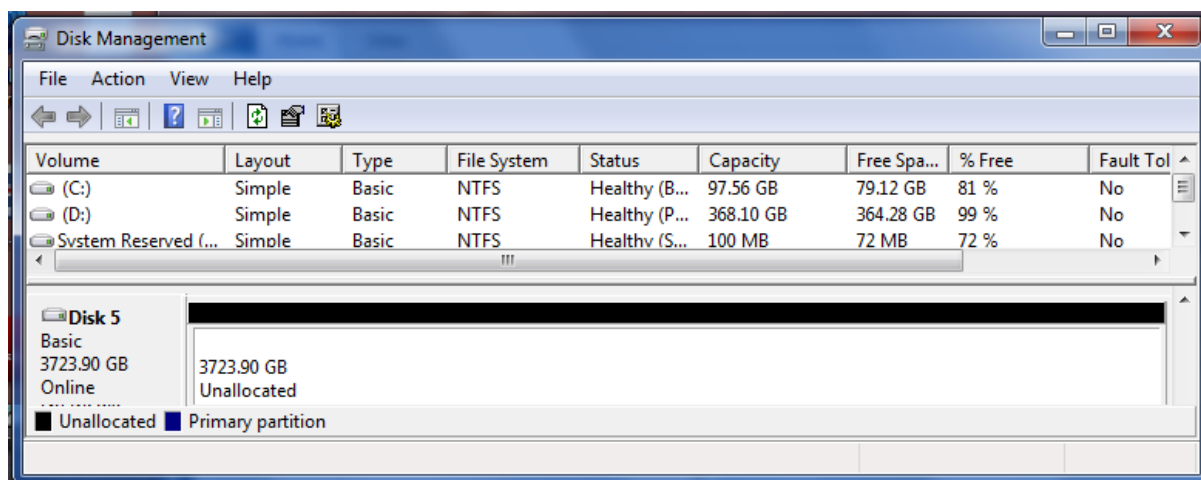 Disk Management
File Action View Help
Volume Layout Type File System Status Capacity Free Spa... % Free Fault Tol
(C:) Simple Basic NTFS Healthy (B... 97.56 GB 79.12 GB 81 % No
(D:) Simple Basic NTFS Healthy (P... 368.10 GB 364.28 GB 99 % No
System Reserved (... Simple Basic NTFS Healthy (S... 100 MB 72 MB 72 % No
Disk 5
Basic
3723.90 GB
Online
3723.90 GB
Unallocated
Unallocated Primary partition